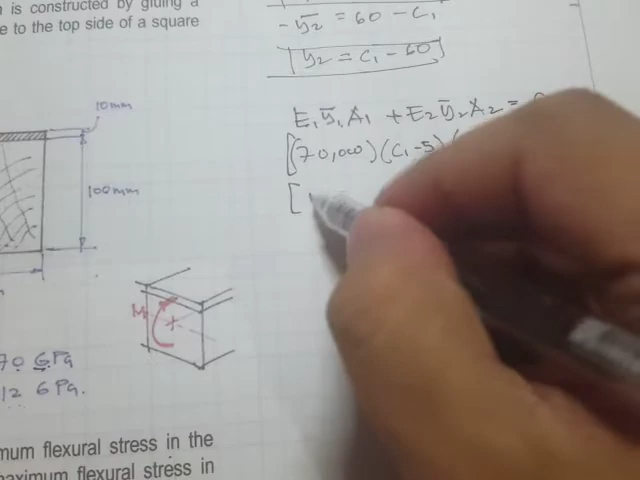 is constructed by gluing a
e to the top side of a square
-ȳ2 = 60 - C1
ȳ2 = C1 - 60
10mm
E1ȳ1A1 + E2ȳ2A2 =
[(70,000)(C1-5)(
[
100mm
M
70 GPa
12 GPa.
mum flexural stress in the
maximum flexural stress in